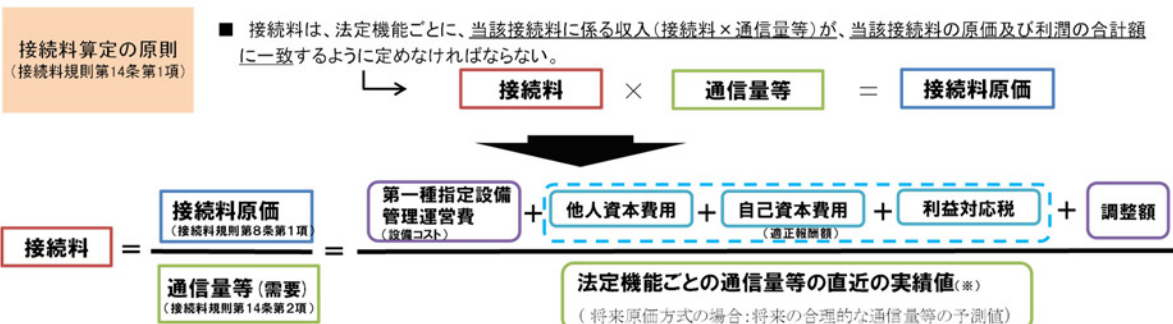 接続料算定の原則
(接続料規則第14条第1項)
■ 接続料は、法定機能ごとに、当該接続料に係る収入(接続料×通信量等)が、当該接続料の原価及び利潤の合計額
に一致するように定めなければならない。
接続料 × 通信量等 = 接続料原価
接続料 = 接続料原価
(接続料規則第8条第1項)
通信量等(需要)
(接続料規則第14条第2項)
=
第一種指定設備
管理運営費
(設備コスト)
+ 他人資本費用 + 自己資本費用 + 利益対応税 + 調整額
(適正報酬額)
法定機能ごとの通信量等の直近の実績値(※)
(将来原価方式の場合:将来の合理的な通信量等の予測値)